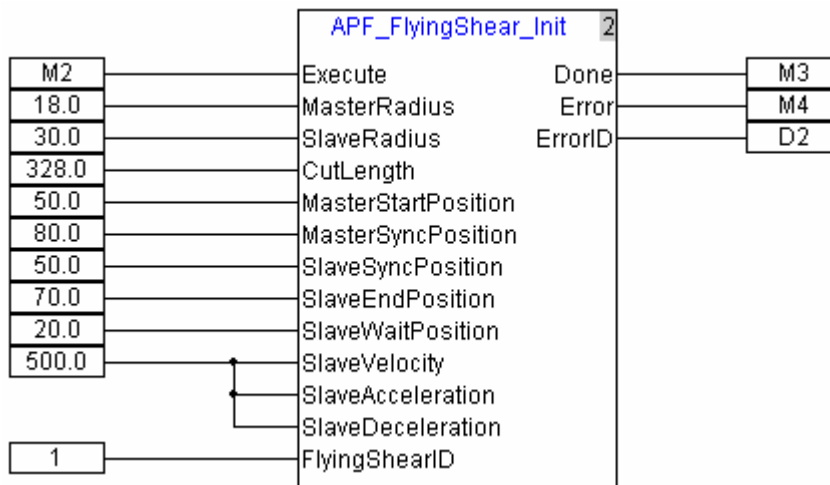 APF_FlyingShear_Init 2
M2 Execute Done M3
18.0 MasterRadius Error M4
30.0 SlaveRadius ErrorID D2
328.0 CutLength
50.0 MasterStartPosition
80.0 MasterSyncPosition
50.0 SlaveSyncPosition
70.0 SlaveEndPosition
20.0 SlaveWaitPosition
500.0 SlaveVelocity
SlaveAcceleration
SlaveDeceleration
1 FlyingShearID